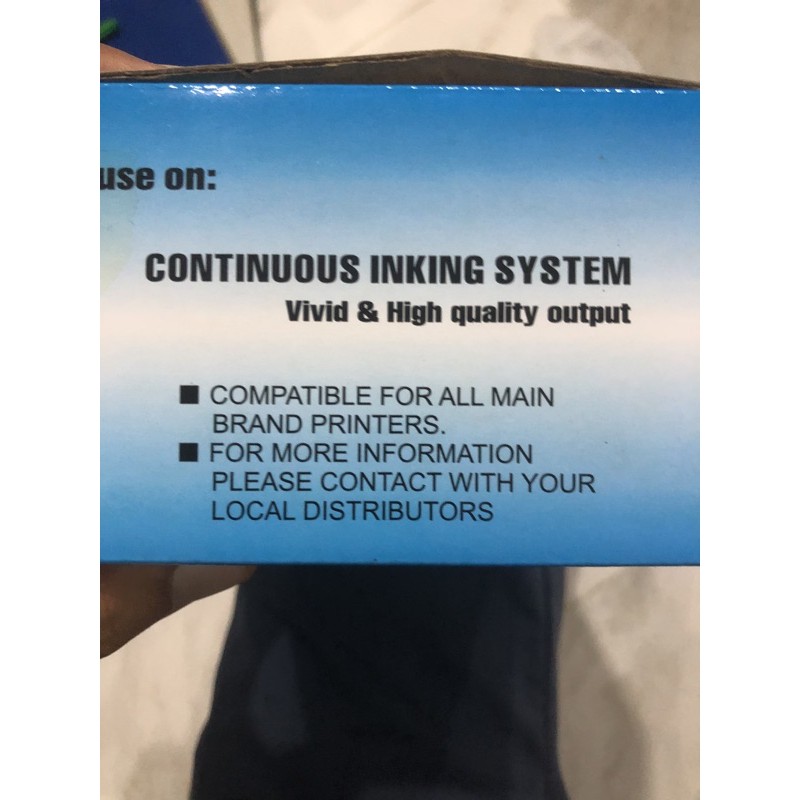 use on:
CONTINUOUS INKING SYSTEM
Vivid & High quality output
■ COMPATIBLE FOR ALL MAIN
BRAND PRINTERS.
■ FOR MORE INFORMATION
PLEASE CONTACT WITH YOUR
LOCAL DISTRIBUTORS